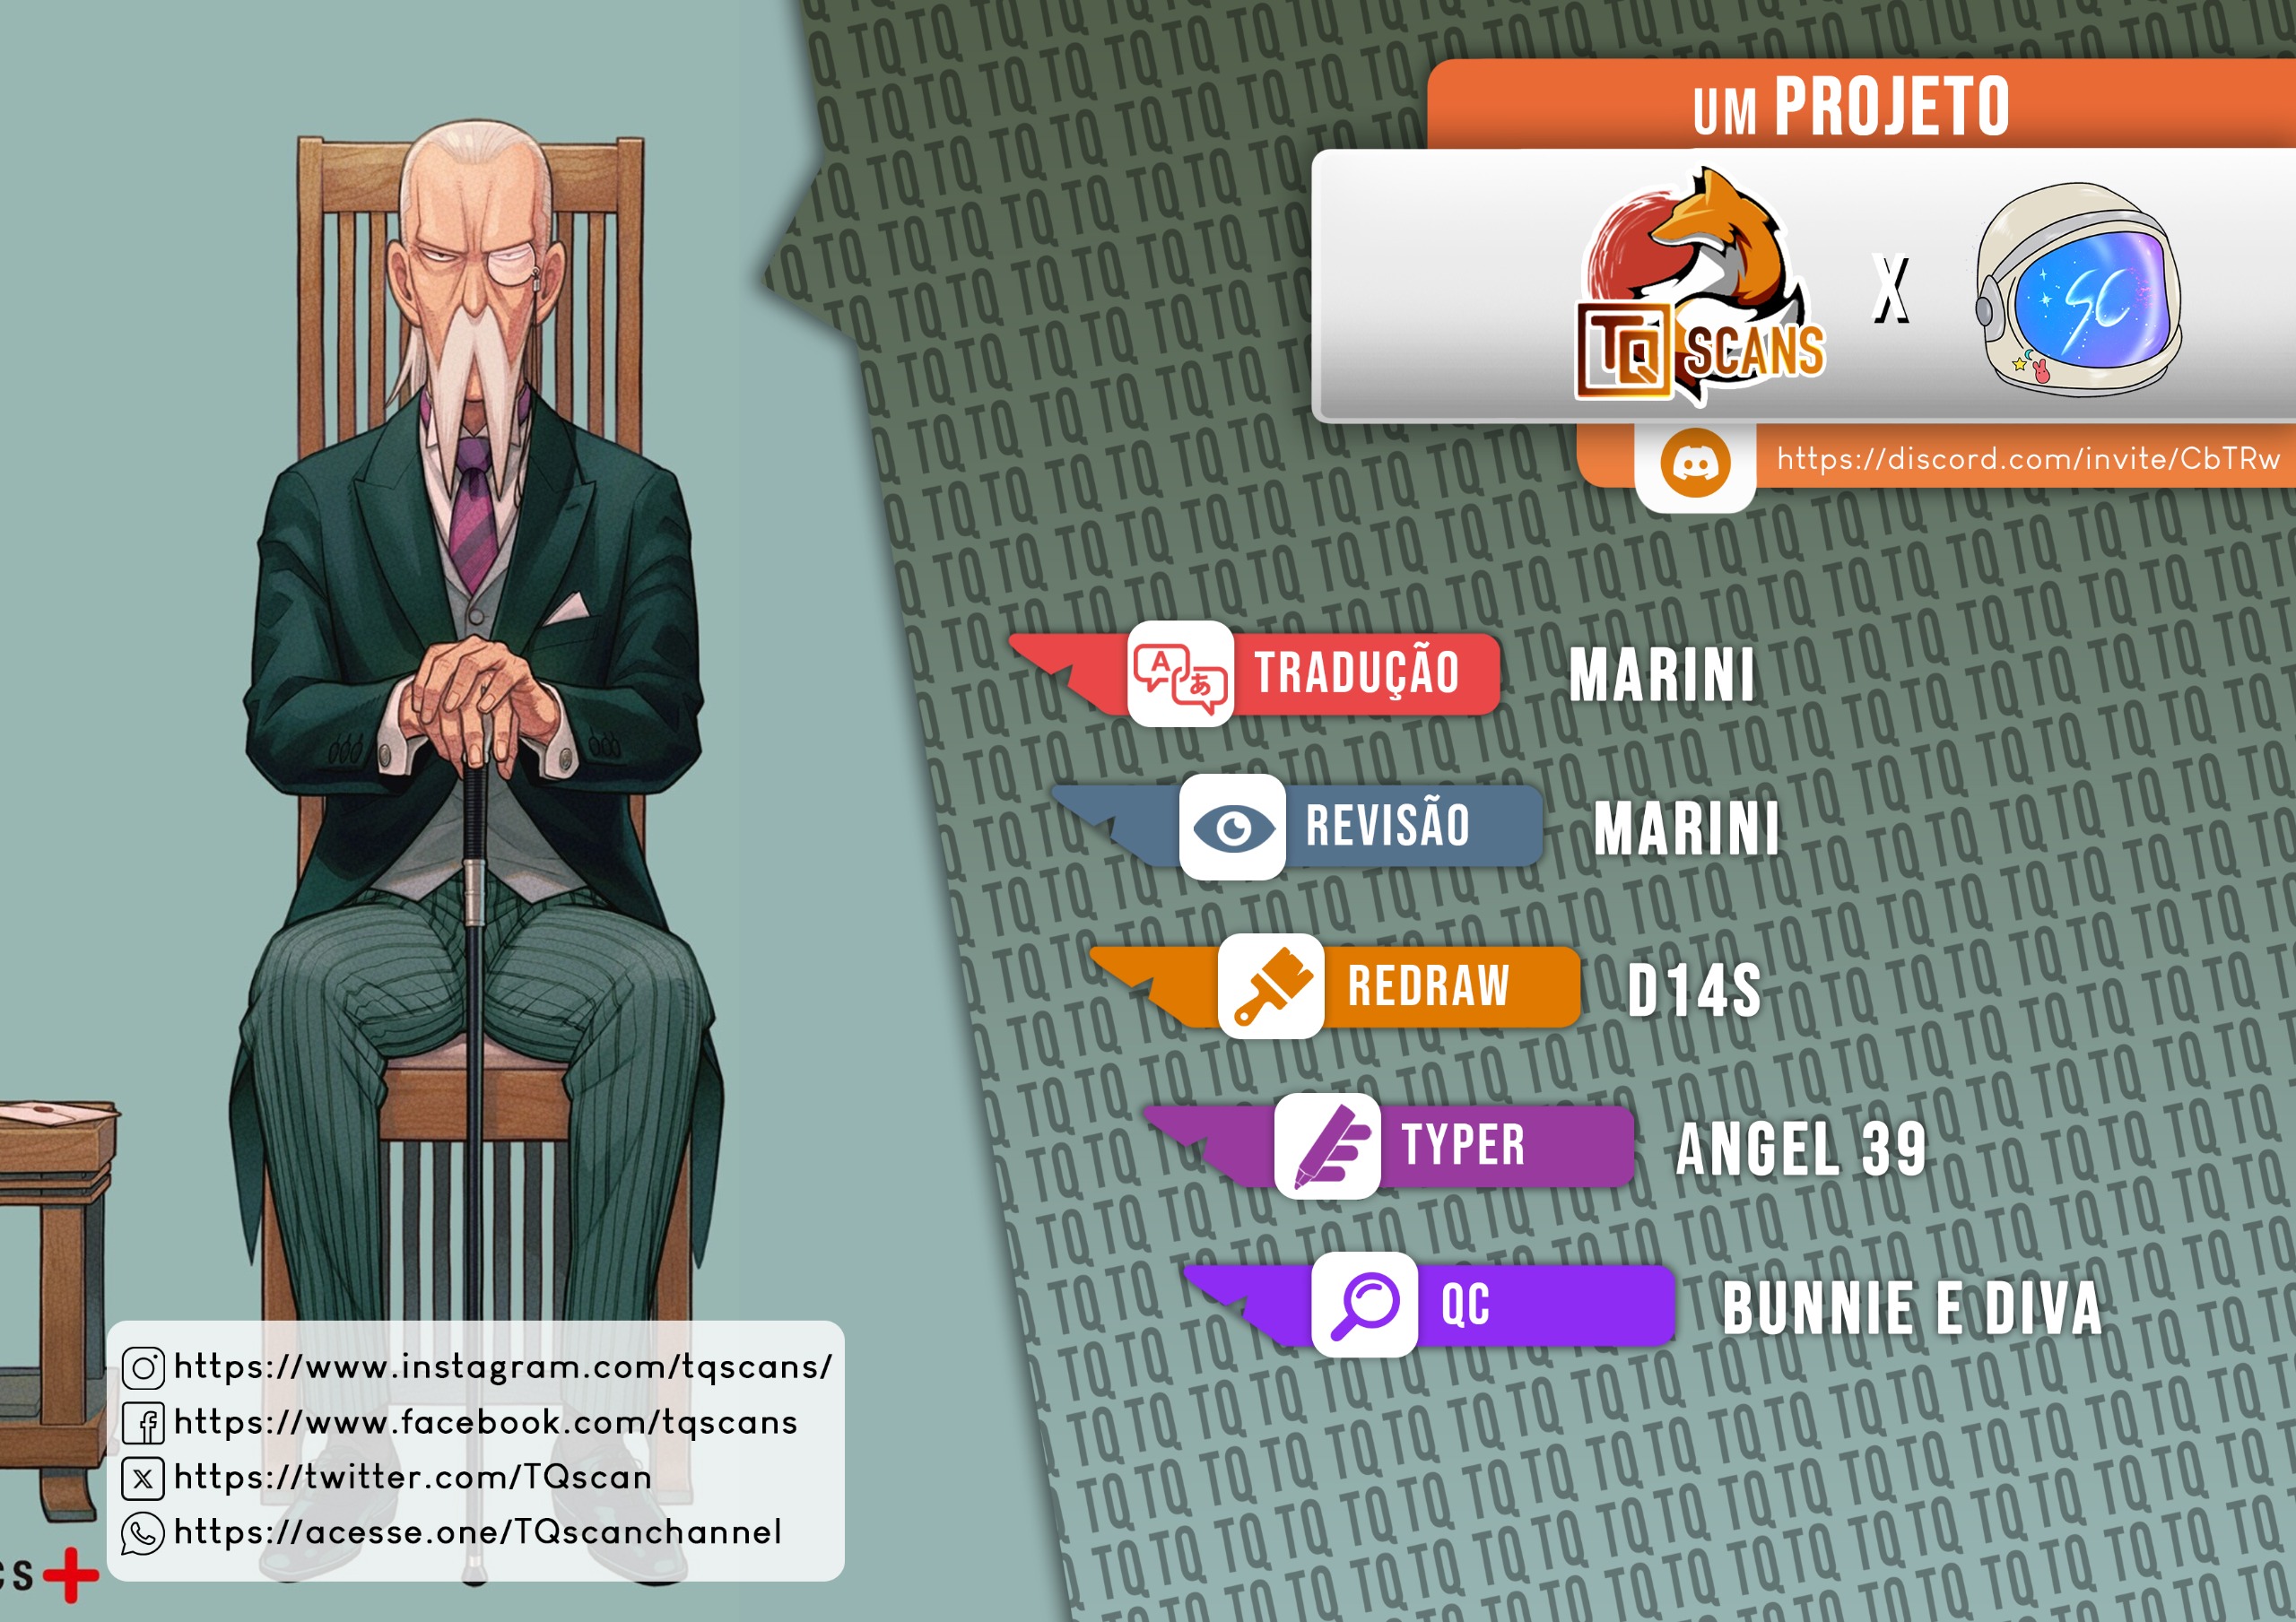 UM PROJETO
TQ SCANS X SC
https://discord.com/invite/CbTRw
TRADUÇÃO MARINI
REVISÃO MARINI
REDRAW D14S
TYPER ANGEL 39
QC BUNNIE E DIVA
https://www.instagram.com/tqscans/
https://www.facebook.com/tqscans
https://twitter.com/TQscan
https://acesse.one/TQscanchannel